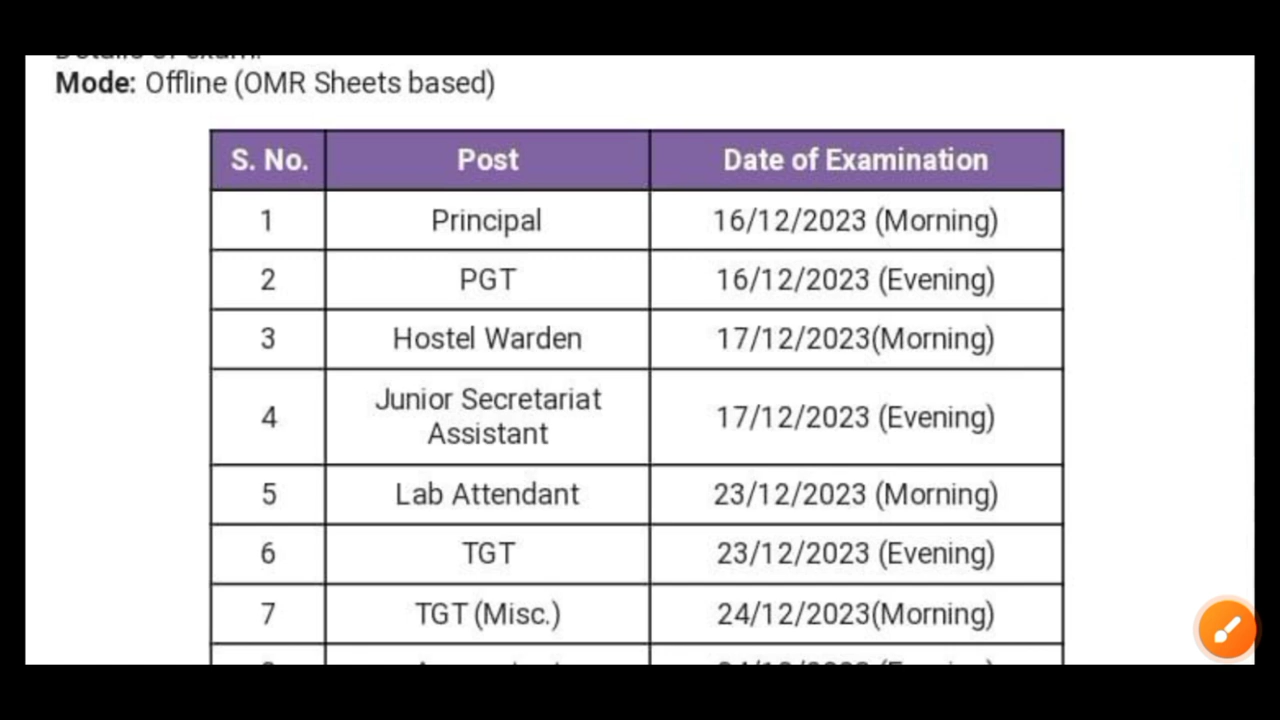 Details of exam:
Mode: Offline (OMR Sheets based)
S. No. Post Date of Examination
1 Principal 16/12/2023 (Morning)
2 PGT 16/12/2023 (Evening)
3 Hostel Warden 17/12/2023(Morning)
4 Junior Secretariat Assistant 17/12/2023 (Evening)
5 Lab Attendant 23/12/2023 (Morning)
6 TGT 23/12/2023 (Evening)
7 TGT (Misc.) 24/12/2023(Morning)